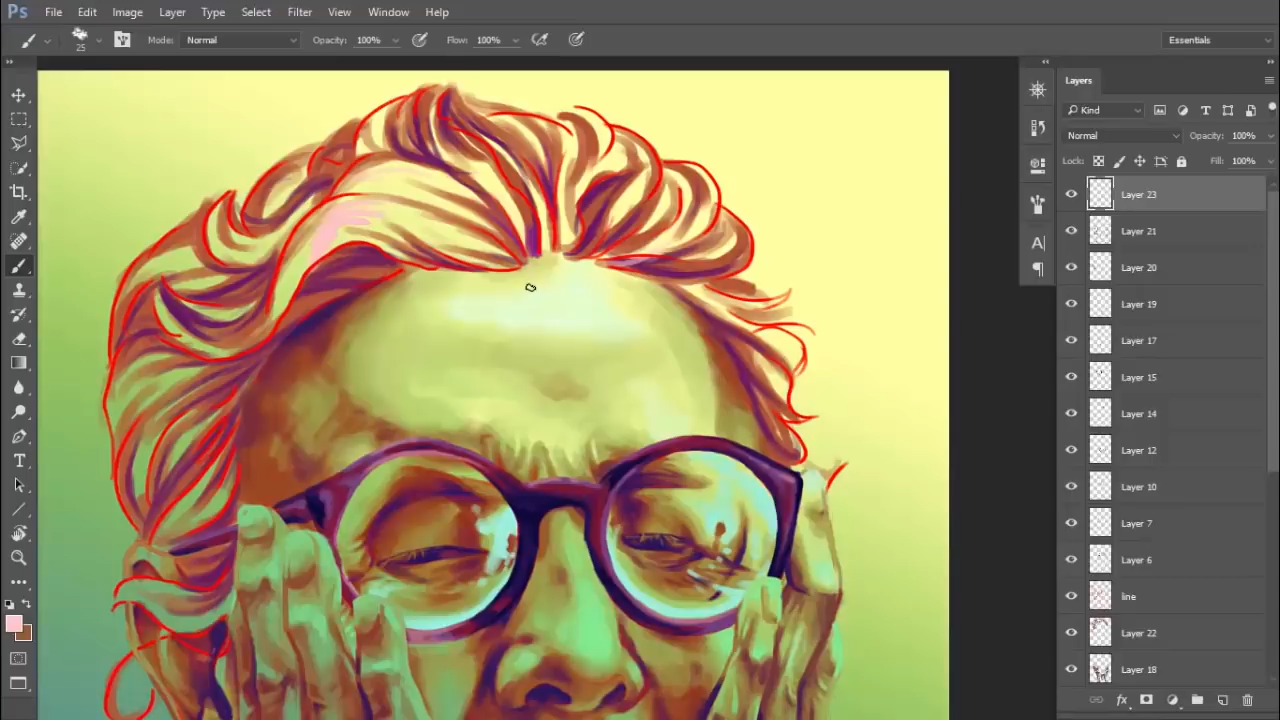 Ps File Edit Image Layer Type Select Filter View Window Help
25 Mode: Normal Opacity: 100% Flow: 100% Essentials
Layers
Kind
Normal Opacity: 100%
Lock: Fill: 100%
Layer 23
Layer 21
Layer 20
Layer 19
Layer 17
Layer 15
Layer 14
Layer 12
Layer 10
Layer 7
Layer 6
line
Layer 22
Layer 18